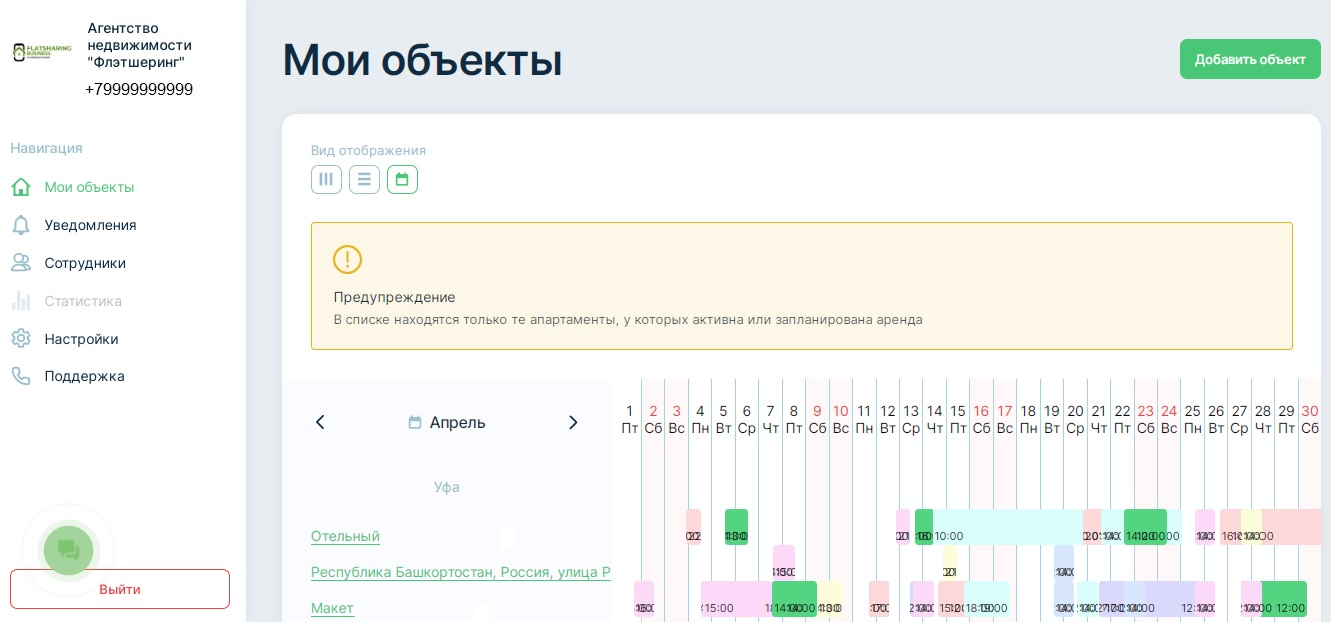 FLATSHARING
BUSINESS
Агентство
недвижимости
"Флэтшеринг"
+79999999999
Навигация
Мои объекты
Уведомления
Сотрудники
Статистика
Настройки
Поддержка
Выйти
Мои объекты
Добавить объект
Вид отображения
Предупреждение
В списке находятся только те апартаменты, у которых активна или запланирована аренда
Апрель
1 2 3 4 5 6 7 8 9 10 11 12 13 14 15 16 17 18 19 20 21 22 23 24 25 26 27 28 29 30
Пт Сб Вс Пн Вт Ср Чт Пт Сб Вс Пн Вт Ср Чт Пт Сб Вс Пн Вт Ср Чт Пт Сб Вс Пн Вт Ср Чт Пт Сб
Уфа
Отельный
10:00
Республика Башкортостан, Россия, улица Р
Макет
15:00 12:00